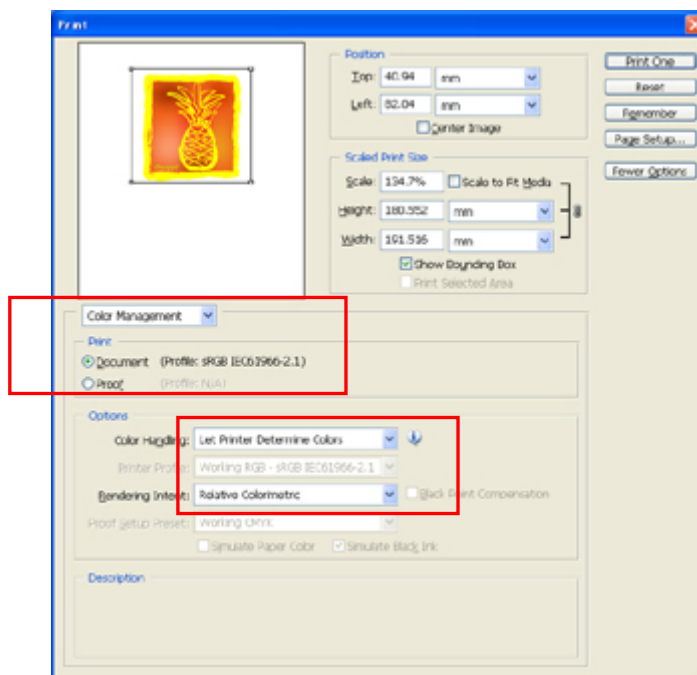 Print
Position
Top: 40.94 mm
Left: 82.04 mm
Center Image
Print One
Reset
Remember
Page Setup...
Fewer Options
Scaled Print Size
Scale: 134.7% Scale to Fit Media
Height: 180.552 mm
Width: 191.516 mm
Show Bounding Box
Print Selected Area
Color Management
Print
Document (Profile: sRGB IEC61966-2.1)
Proof (Profile: N/A)
Options
Color Handling: Let Printer Determine Colors
Printer Profile: Working RGB - sRGB IEC61966-2.1
Rendering Intent: Relative Colorimetric Black Point Compensation
Proof Setup Preset: Working CMYK
Simulate Paper Color Simulate Black Ink
Description